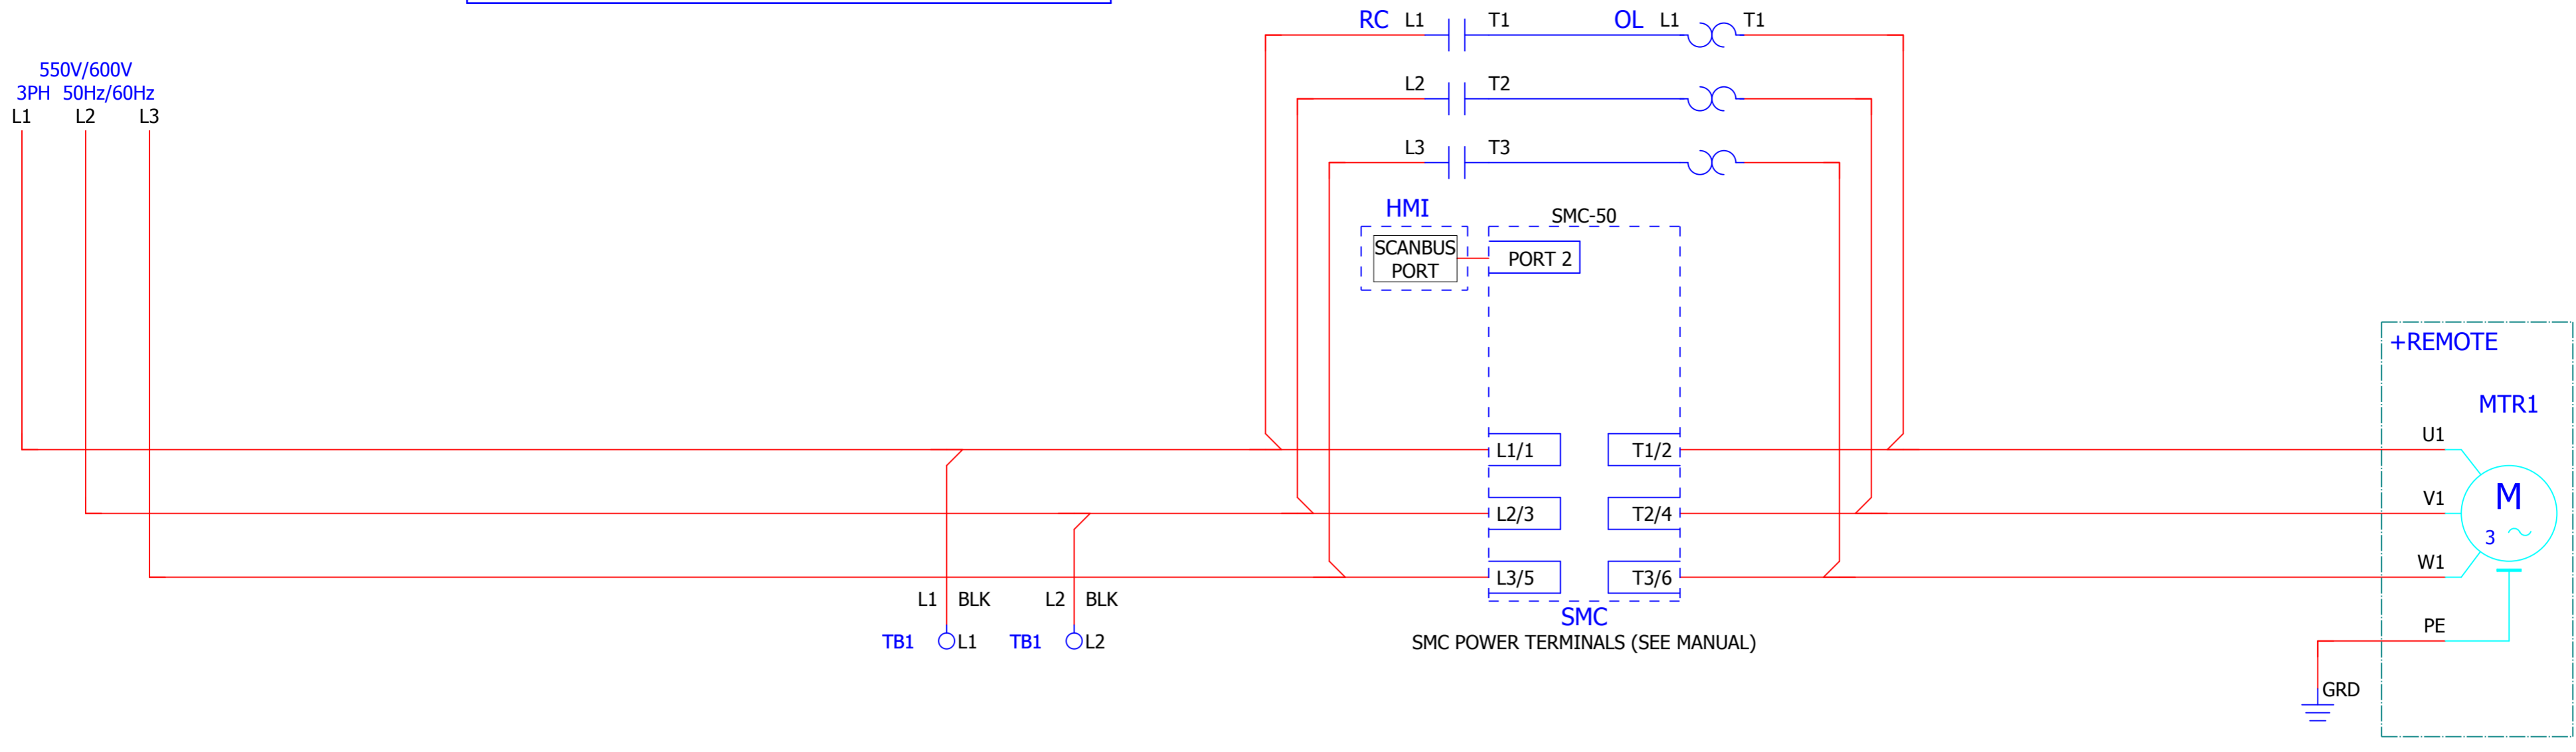 RC L1 T1 OL L1 T1
550V/600V
3PH 50Hz/60Hz
L1 L2 L3
L2 T2
L3 T3
HMI
SCANBUS
PORT
SMC-50
PORT 2
+REMOTE
MTR1
L1/1 T1/2
L2/3 T2/4
L3/5 T3/6
U1
V1
W1
PE
M
3 ~
L1 BLK L2 BLK
TB1 L1 TB1 L2
SMC
SMC POWER TERMINALS (SEE MANUAL)
GRD